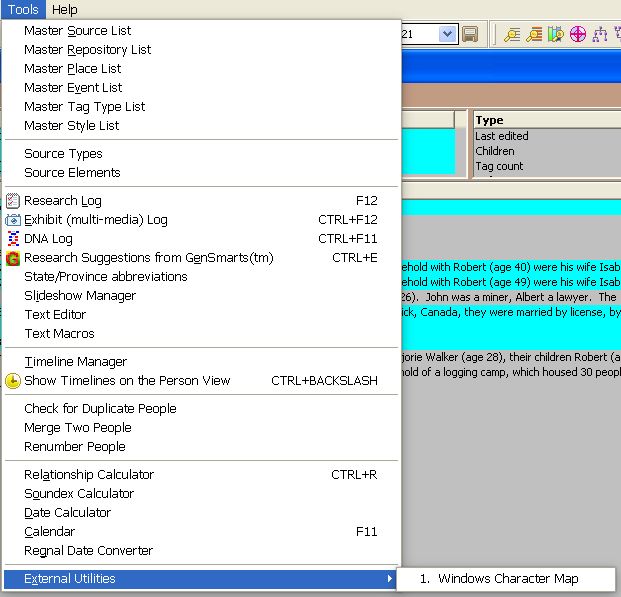 Tools Help
Master Source List
Master Repository List
Master Place List
Master Event List
Master Tag Type List
Master Style List
Source Types
Source Elements
Research Log F12
Exhibit (multi-media) Log CTRL+F12
DNA Log CTRL+F11
Research Suggestions from GenSmarts(tm) CTRL+E
State/Province abbreviations
Slideshow Manager
Text Editor
Text Macros
Timeline Manager
Show Timelines on the Person View CTRL+BACKSLASH
Check for Duplicate People
Merge Two People
Renumber People
Relationship Calculator CTRL+R
Soundex Calculator
Date Calculator
Calendar F11
Regnal Date Converter
External Utilities
1. Windows Character Map
21
Type
Last edited
Children
Tag count
ehold with Robert (age 40) were his wife Isab
ehold with Robert (age 49) were his wife Isab
26). John was a miner, Albert a lawyer. The
ick, Canada, they were married by license, by
jorie Walker (age 28), their children Robert (a
hold of a logging camp, which housed 30 peopl